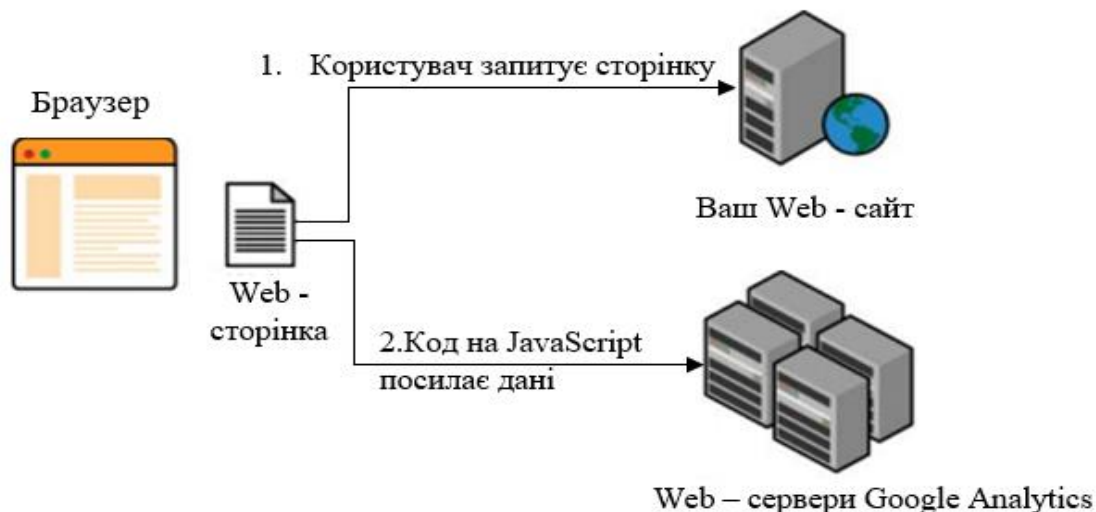 1. Користувач запитує сторінку
Браузер
Ваш Web - сайт
Web -
сторінка
2.Код на JavaScript
посилає дані
Web – сервери Google Analytics